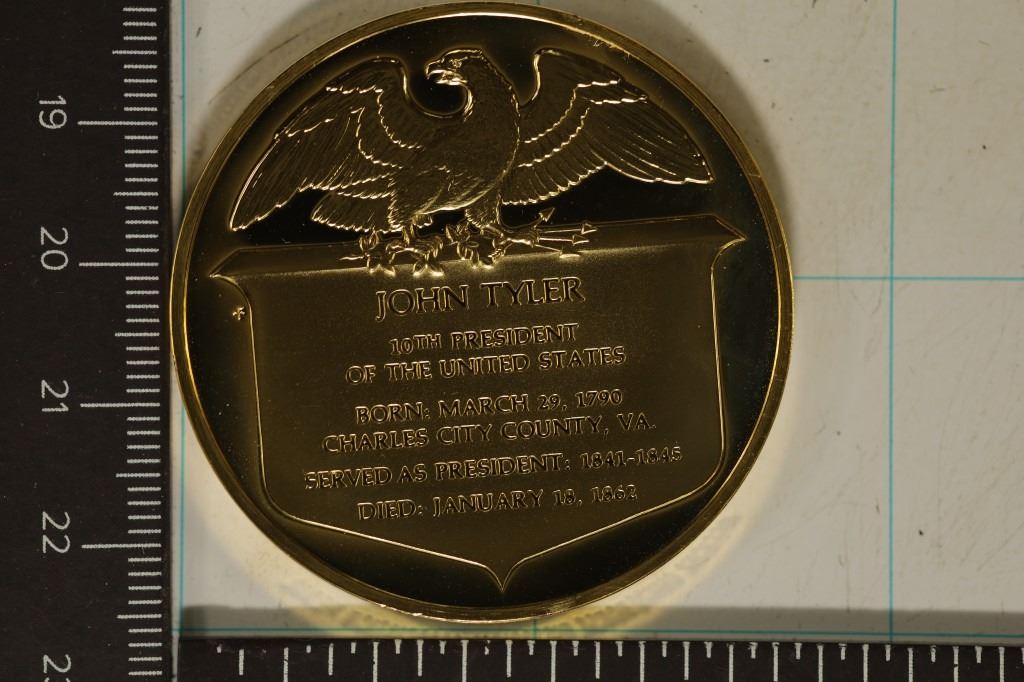 JOHN TYLER
10TH PRESIDENT
OF THE UNITED STATES
BORN: MARCH 29, 1790
CHARLES CITY COUNTY, VA.
SERVED AS PRESIDENT: 1841-1845
DIED: JANUARY 18, 1862
19
20
21
22